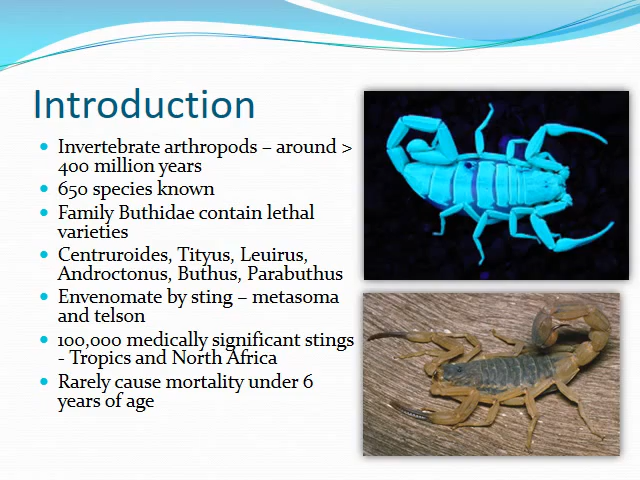 Introduction
Invertebrate arthropods – around >
400 million years
650 species known
Family Buthidae contain lethal
varieties
Centruroides, Tityus, Leuirus,
Androctonus, Buthus, Parabuthus
Envenomate by sting – metasoma
and telson
100,000 medically significant stings
- Tropics and North Africa
Rarely cause mortality under 6
years of age